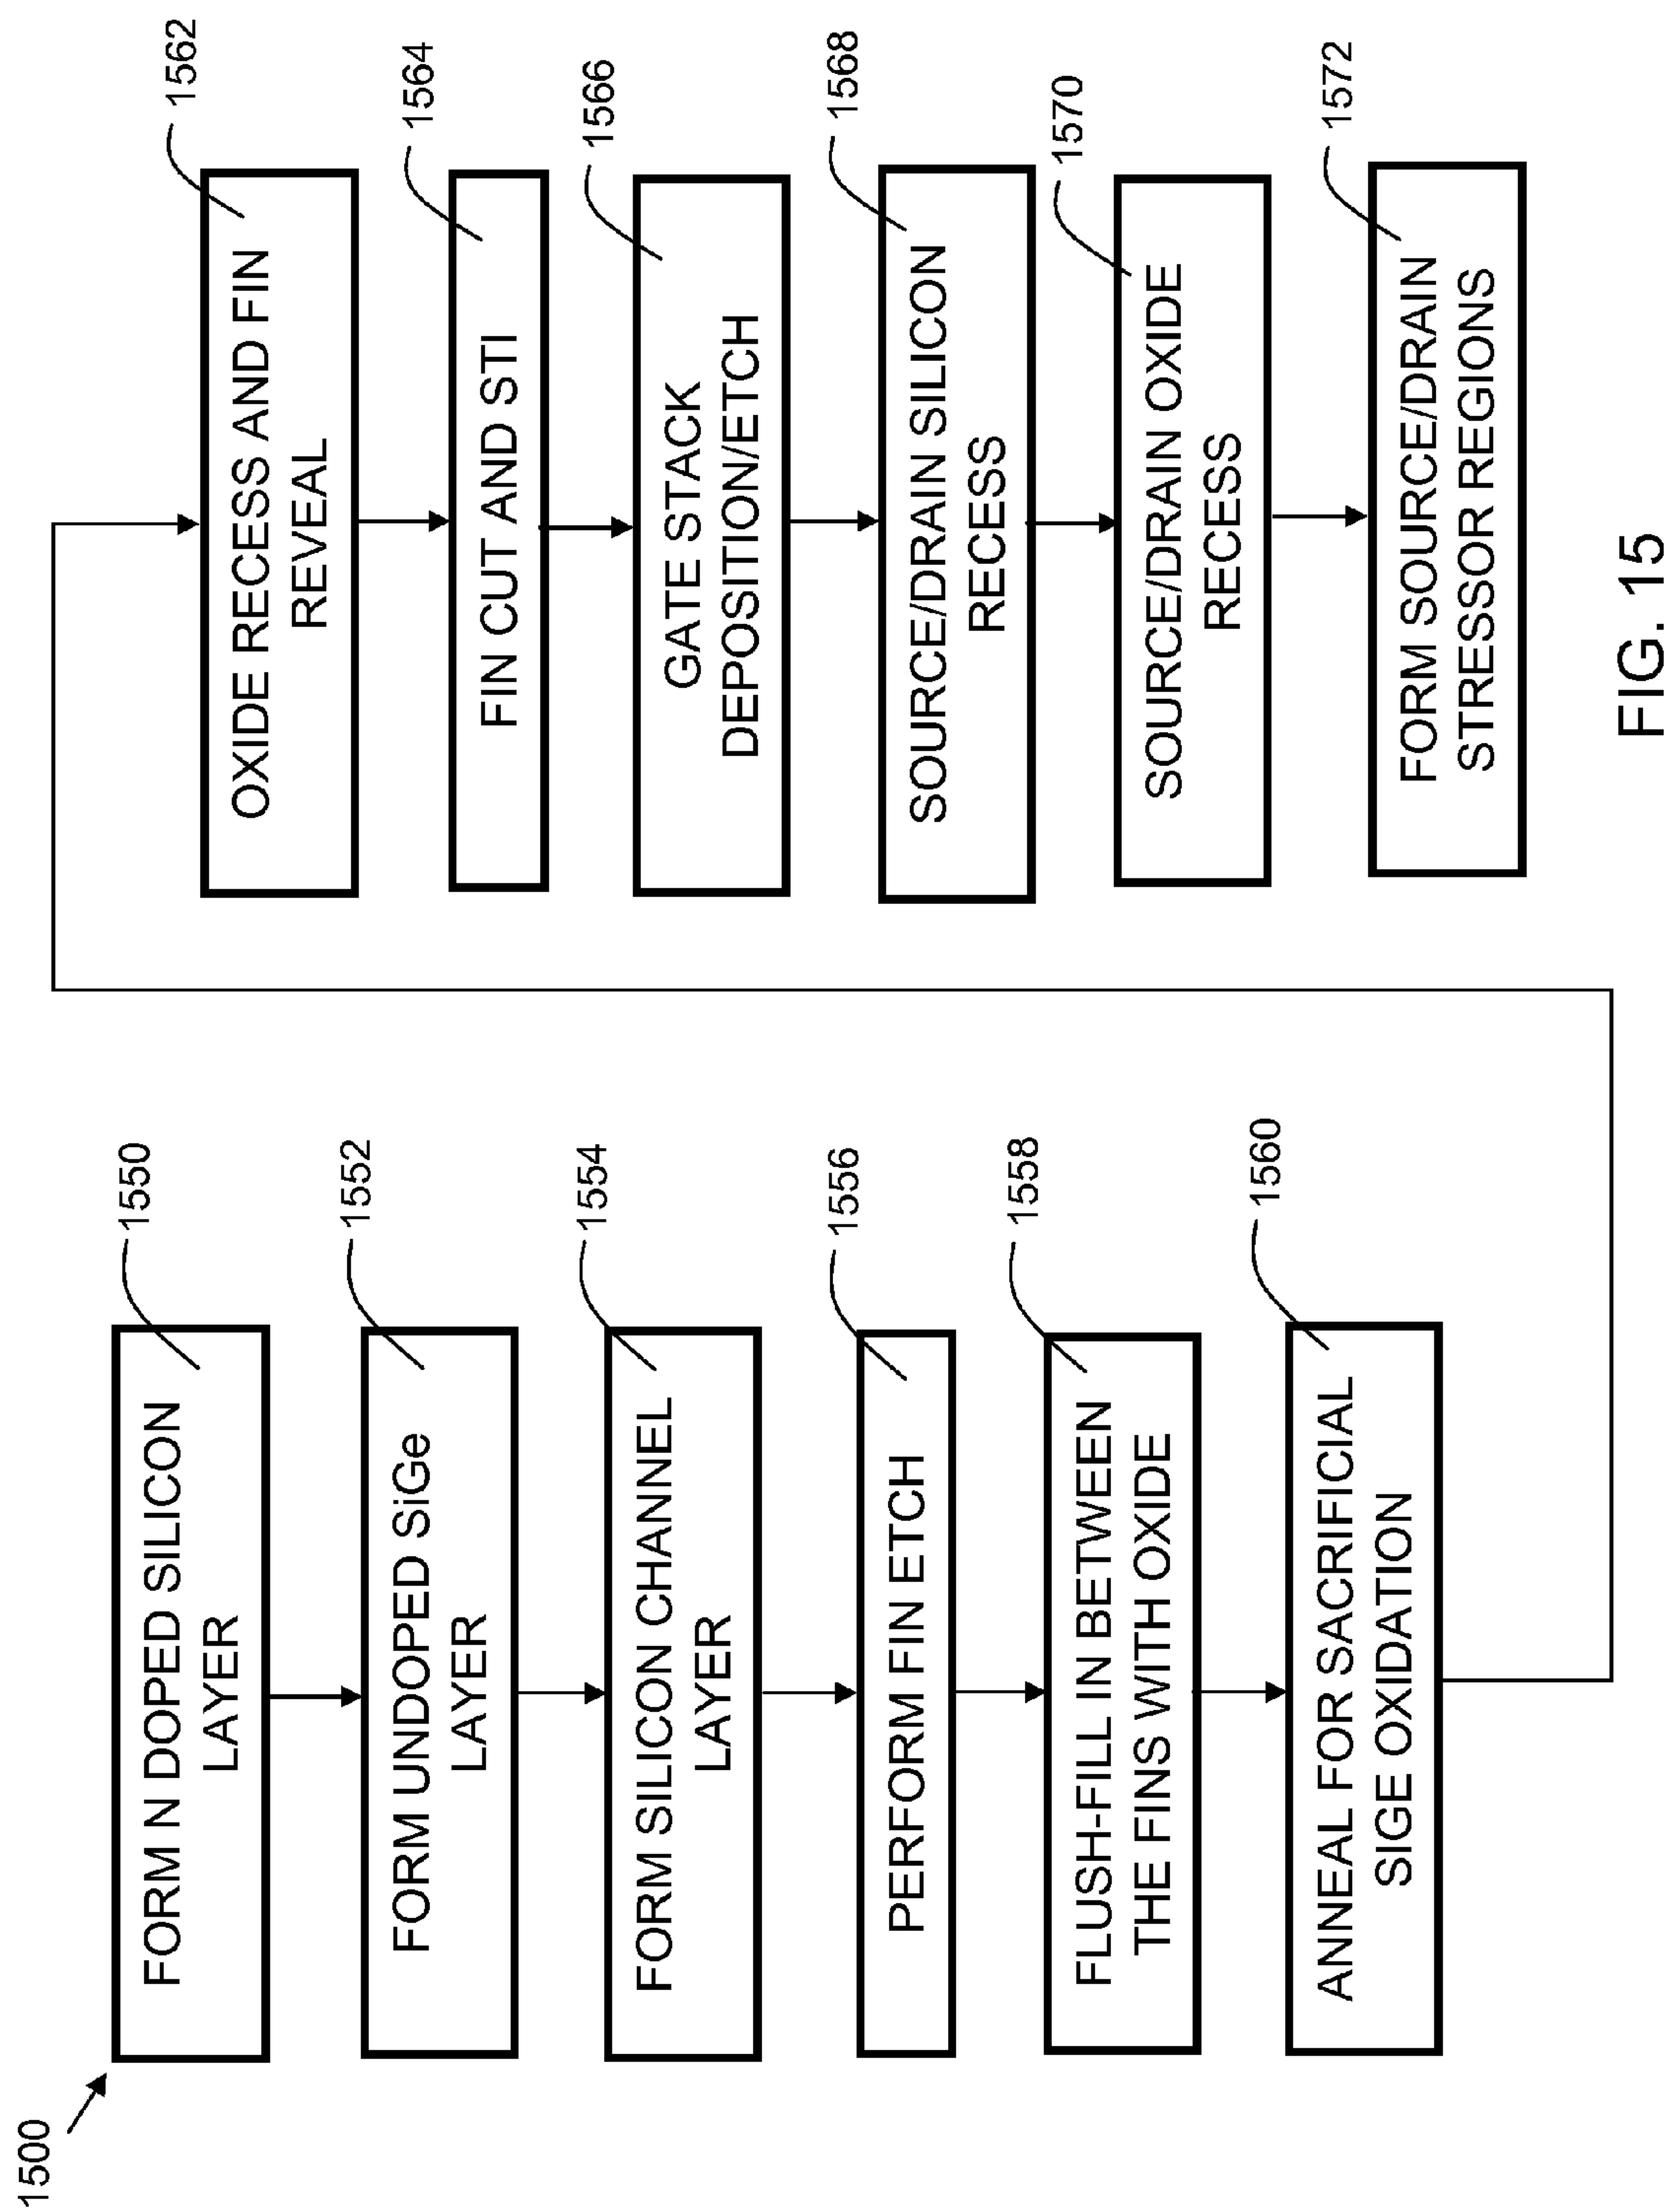 1500
1550
FORM N DOPED SILICON
LAYER
1552
FORM UNDOPED SiGe
LAYER
1554
FORM SILICON CHANNEL
LAYER
1556
PERFORM FIN ETCH
1558
FLUSH-FILL IN BETWEEN
THE FINS WITH OXIDE
1560
ANNEAL FOR SACRIFICIAL
SIGE OXIDATION
1562
OXIDE RECESS AND FIN
REVEAL
1564
FIN CUT AND STI
1566
GATE STACK
DEPOSITION/ETCH
1568
SOURCE/DRAIN SILICON
RECESS
1570
SOURCE/DRAIN OXIDE
RECESS
1572
FORM SOURCE/DRAIN
STRESSOR REGIONS
FIG. 15